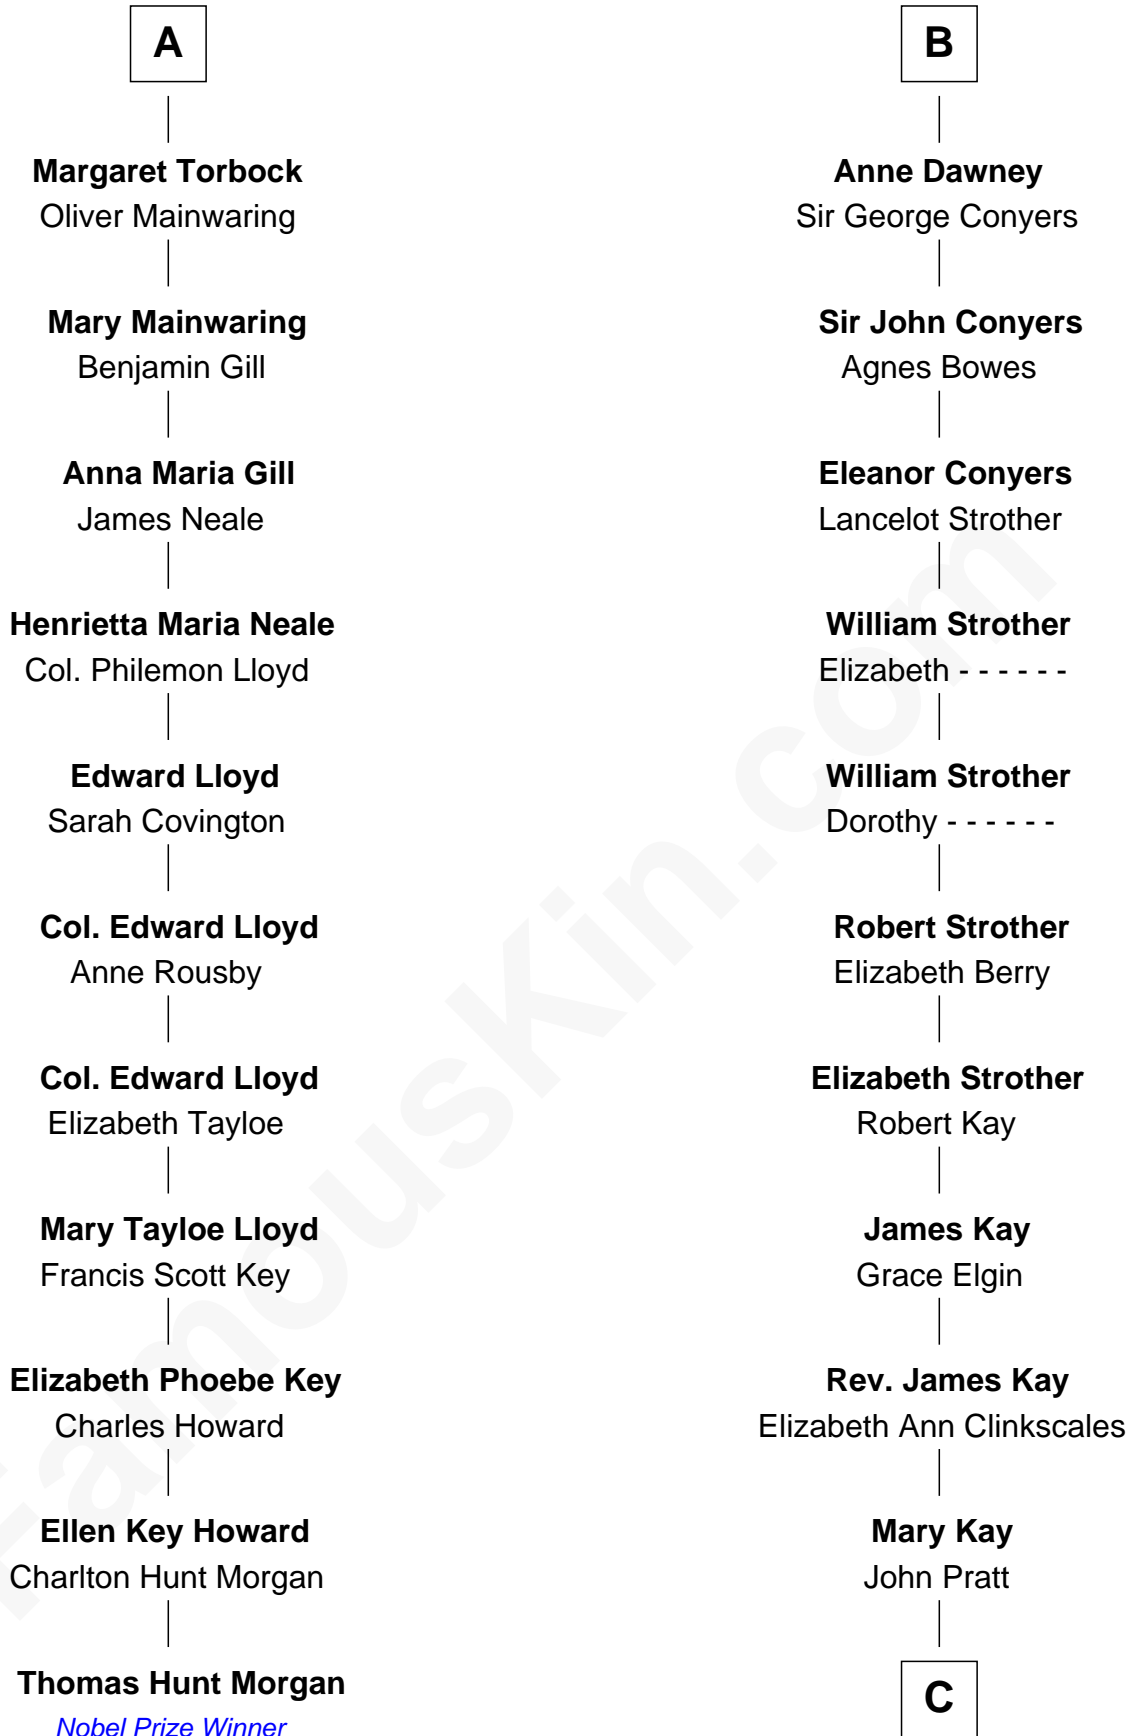 A
Margaret Torbock
Oliver Mainwaring
Mary Mainwaring
Benjamin Gill
Anna Maria Gill
James Neale
Henrietta Maria Neale
Col. Philemon Lloyd
Edward Lloyd
Sarah Covington
Col. Edward Lloyd
Anne Rousby
Col. Edward Lloyd
Elizabeth Tayloe
Mary Tayloe Lloyd
Francis Scott Key
Elizabeth Phoebe Key
Charles Howard
Ellen Key Howard
Charlton Hunt Morgan
Thomas Hunt Morgan
Nobel Prize Winner
B
Anne Dawney
Sir George Conyers
Sir John Conyers
Agnes Bowes
Eleanor Conyers
Lancelot Strother
William Strother
Elizabeth - - - - - -
William Strother
Dorothy - - - - - -
Robert Strother
Elizabeth Berry
Elizabeth Strother
Robert Kay
James Kay
Grace Elgin
Rev. James Kay
Elizabeth Ann Clinkscales
Mary Kay
John Pratt
C
FamousKin.com